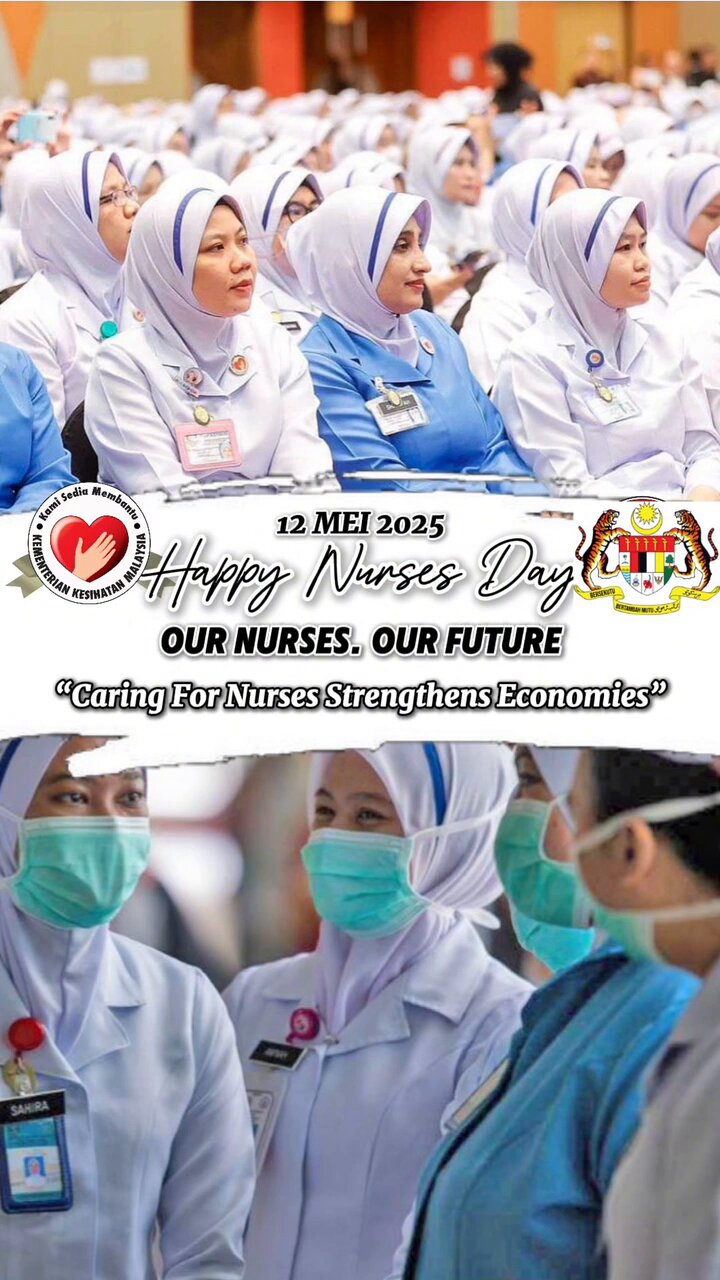 Kami Sedia Membantu
KEMENTERIAN KESIHATAN MALAYSIA
12 MEI 2025
Happy Nurses Day
OUR NURSES. OUR FUTURE
“Caring For Nurses Strengthens Economies”
BERSEKUTU
BERTAMBAH MUTU
SAHIRA